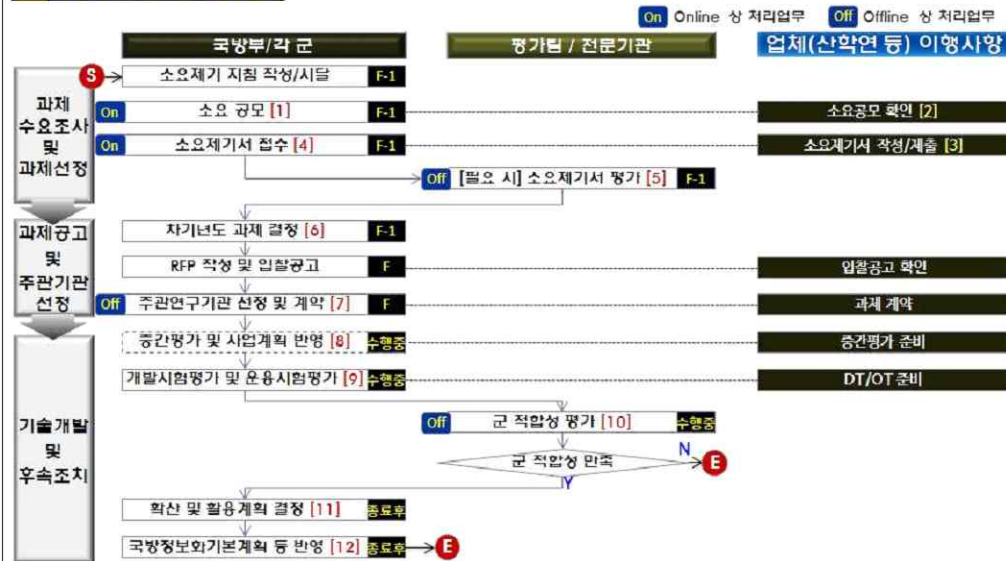 On Online 상 처리업무 Off Offline 상 처리업무
국방부/각 군 평가팀 / 전문기관 업체(산학연 등) 이행사항
과제
수요조사
및
과제선정
S 소요제기 지침 작성/시달 F-1
On 소요 공모 [1] F-1 소요공모 확인 [2]
On 소요제기서 접수 [4] F-1 소요제기서 작성/제출 [3]
Off [필요 시] 소요제기서 평가 [5] F-1
과제공고
및
주관기관
선정
차기년도 과제 결정 [6] F-1
RFP 작성 및 입찰공고 F 입찰공고 확인
Off 주관연구기관 선정 및 계약 [7] F 과제 계약
기술개발
및
후속조치
중간평가 및 사업계획 반영 [8] 수행중 중간평가 준비
개발시험평가 및 운용시험평가 [9] 수행중 DT/OT 준비
Off 군 적합성 평가 [10] 수행중
군 적합성 만족 N E
Y
확산 및 활용계획 결정 [11] 종료후
국방정보화기본계획 등 반영 [12] 종료후 E